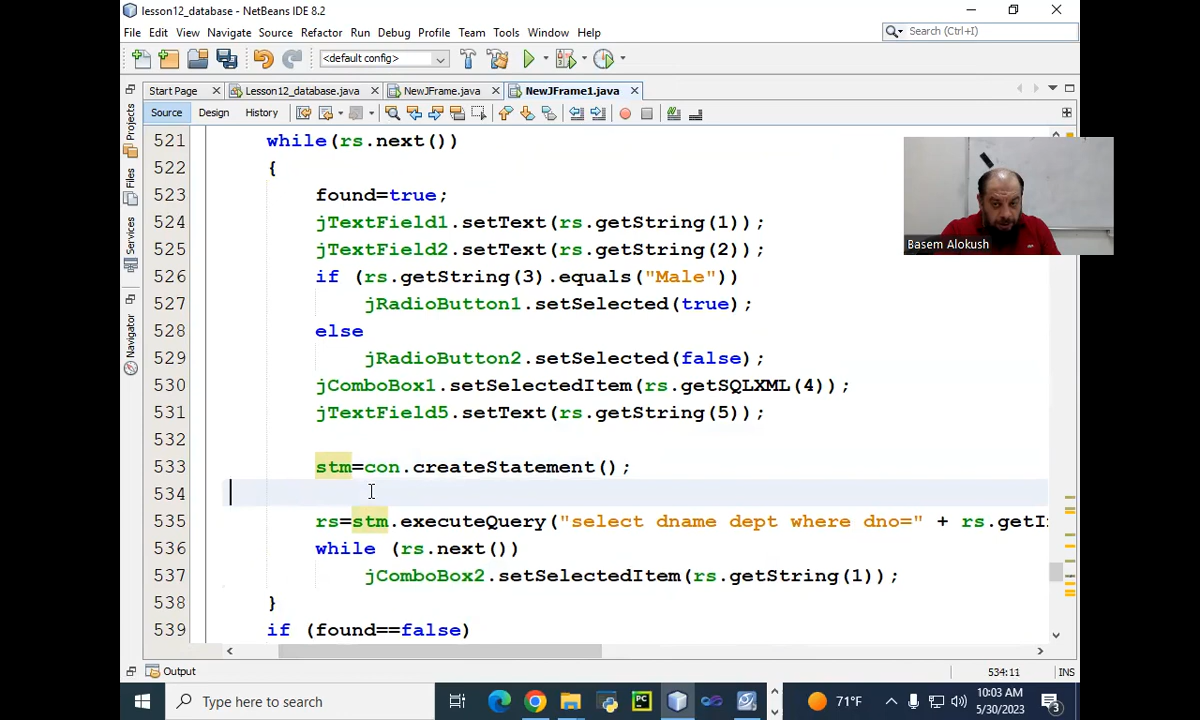 lesson12_database - NetBeans IDE 8.2
File Edit View Navigate Source Refactor Run Debug Profile Team Tools Window Help
Search (Ctrl+I)
<default config>
Start Page Lesson12_database.java NewJFrame.java NewJFrame1.java
Source Design History
Projects
Files
Services
Navigator
521 while(rs.next())
522 {
523 found=true;
524 jTextField1.setText(rs.getString(1));
525 jTextField2.setText(rs.getString(2));
526 if (rs.getString(3).equals("Male"))
527 jRadioButton1.setSelected(true);
528 else
529 jRadioButton2.setSelected(false);
530 jComboBox1.setSelectedItem(rs.getSQLXML(4));
531 jTextField5.setText(rs.getString(5));
532
533 stm=con.createStatement();
534
535 rs=stm.executeQuery("select dname dept where dno=" + rs.getI
536 while (rs.next())
537 jComboBox2.setSelectedItem(rs.getString(1));
538 }
539 if (found==false)
Basem Alokush
Output
534:11 INS
Type here to search
PC
71°F
10:03 AM
5/30/2023
3